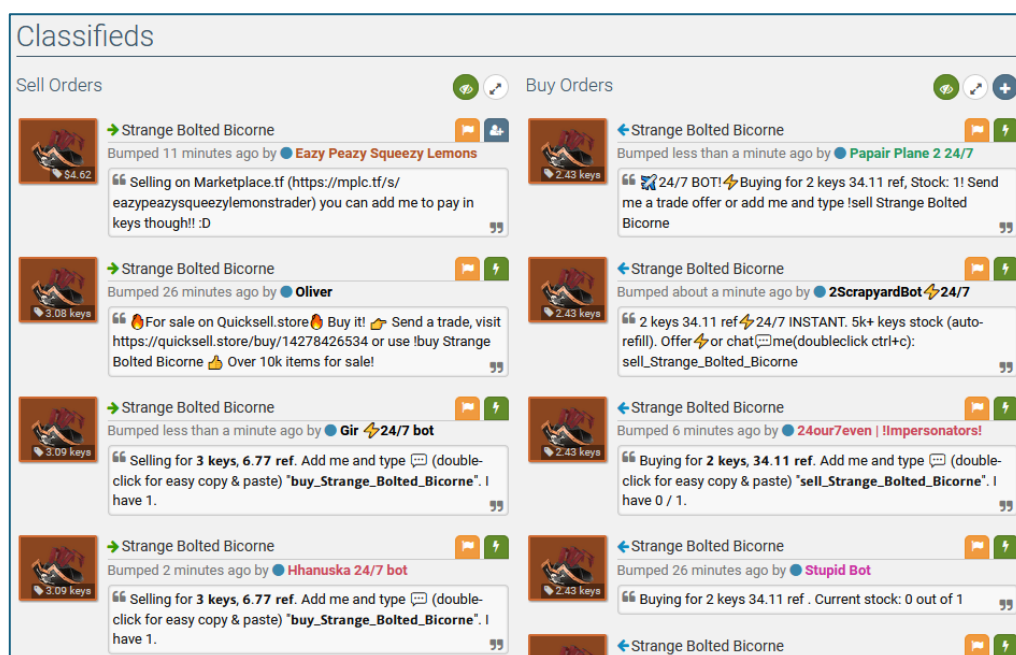 Classifieds
Sell Orders
Strange Bolted Bicorne
Bumped 11 minutes ago by Eazy Peazy Squeezy Lemons
$4.62
❝ Selling on Marketplace.tf (https://mplc.tf/s/
eazypeazysqueezylemonstrader) you can add me to pay in
keys though!! :D ❞
Strange Bolted Bicorne
Bumped 26 minutes ago by Oliver
3.08 keys
❝ 🔥For sale on Quicksell.store🔥 Buy it! 👉 Send a trade, visit
https://quicksell.store/buy/14278426534 or use !buy Strange
Bolted Bicorne 👍 Over 10k items for sale! ❞
Strange Bolted Bicorne
Bumped less than a minute ago by Gir ⚡24/7 bot
3.09 keys
❝ Selling for 3 keys, 6.77 ref. Add me and type 💬 (double-
click for easy copy & paste) "buy_Strange_Bolted_Bicorne". I
have 1. ❞
Strange Bolted Bicorne
Bumped 2 minutes ago by Hhanuska 24/7 bot
3.09 keys
❝ Selling for 3 keys, 6.77 ref. Add me and type 💬 (double-
click for easy copy & paste) "buy_Strange_Bolted_Bicorne". I
have 1. ❞
Buy Orders
Strange Bolted Bicorne
Bumped less than a minute ago by Papair Plane 2 24/7
2.43 keys
❝ ✈24/7 BOT!⚡Buying for 2 keys 34.11 ref, Stock: 1! Send
me a trade offer or add me and type !sell Strange Bolted
Bicorne ❞
Strange Bolted Bicorne
Bumped about a minute ago by 2ScrapyardBot⚡24/7
2.43 keys
❝ 2 keys 34.11 ref⚡24/7 INSTANT. 5k+ keys stock (auto-
refill). Offer⚡or chat💬me(doubleclick ctrl+c):
sell_Strange_Bolted_Bicorne ❞
Strange Bolted Bicorne
Bumped 6 minutes ago by 24our7even | !Impersonators!
2.43 keys
❝ Buying for 2 keys, 34.11 ref. Add me and type 💬 (double-
click for easy copy & paste) "sell_Strange_Bolted_Bicorne". I
have 0 / 1. ❞
Strange Bolted Bicorne
Bumped 26 minutes ago by Stupid Bot
2.43 keys
❝ Buying for 2 keys 34.11 ref . Current stock: 0 out of 1 ❞
Strange Bolted Bicorne